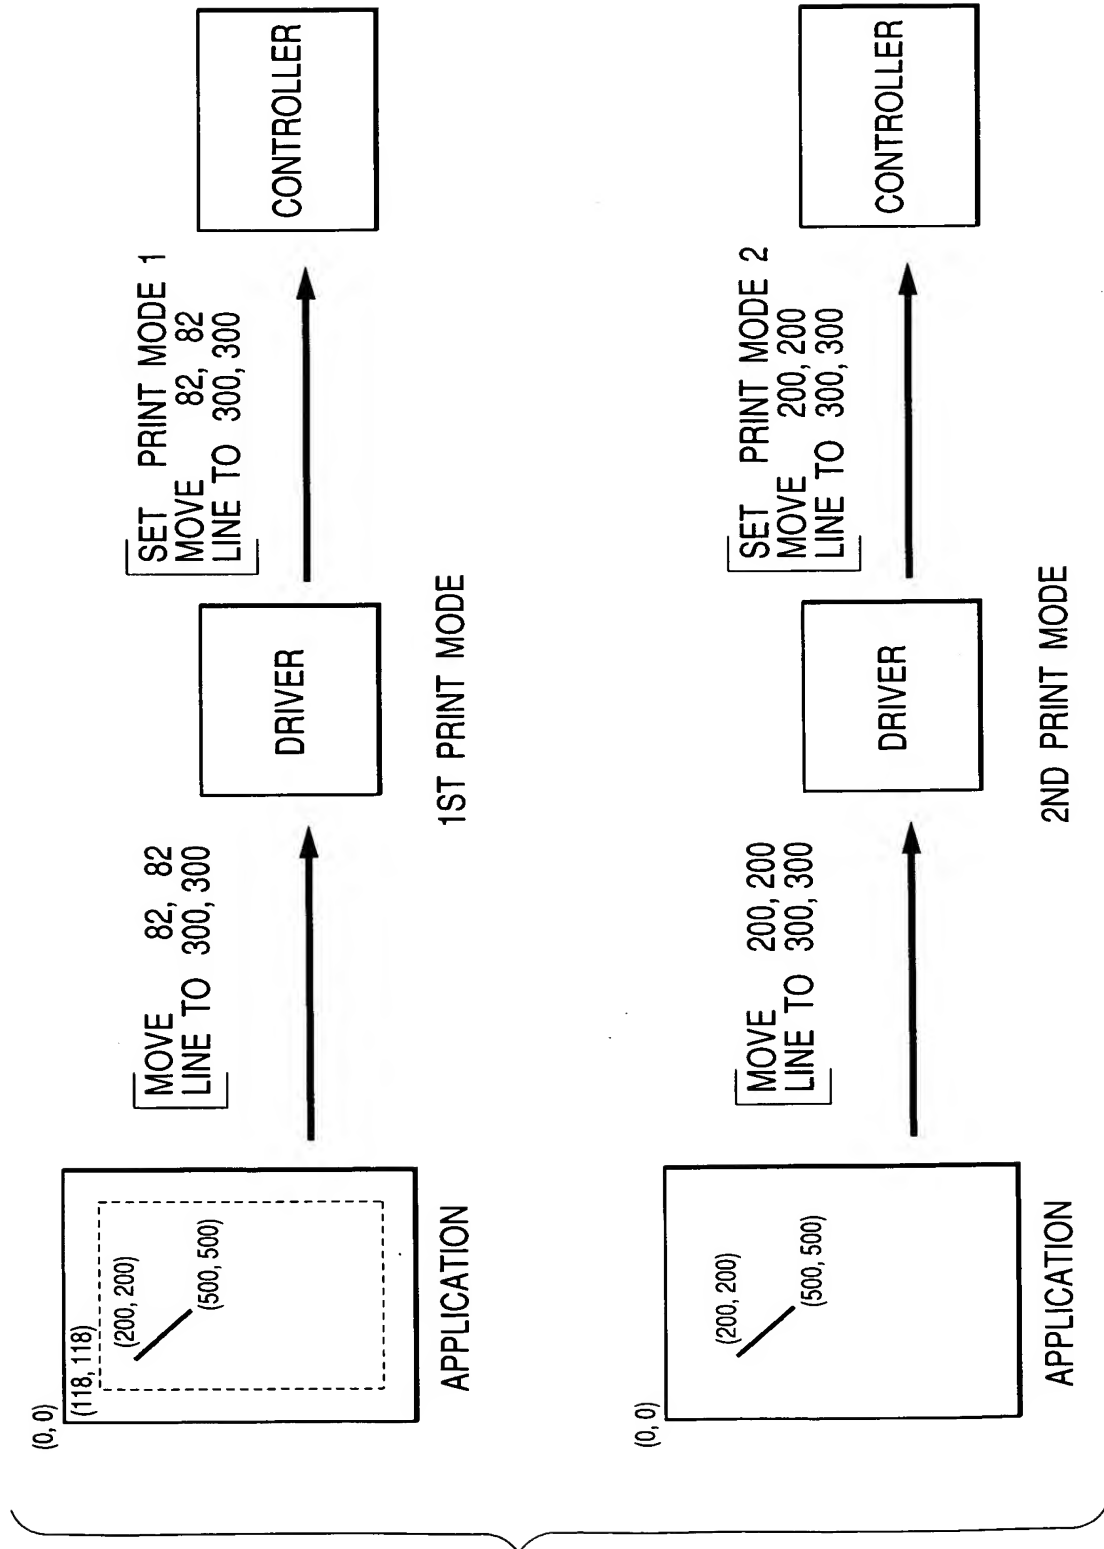 (0, 0)
(118, 118)
(200, 200)
(500, 500)
APPLICATION
MOVE 82, 82
LINE TO 300, 300
DRIVER
1ST PRINT MODE
SET PRINT MODE 1
MOVE 82, 82
LINE TO 300, 300
CONTROLLER
(0, 0)
(200, 200)
(500, 500)
APPLICATION
MOVE 200, 200
LINE TO 300, 300
DRIVER
2ND PRINT MODE
SET PRINT MODE 2
MOVE 200, 200
LINE TO 300, 300
CONTROLLER